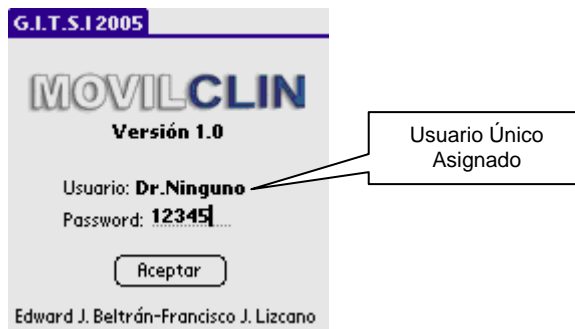 G.I.T.S.I 2005
MOVILCLIN
Versión 1.0
Usuario: Dr.Ninguno
Password: 12345
Aceptar
Edward J. Beltrán-Francisco J. Lizcano
Usuario Único
Asignado